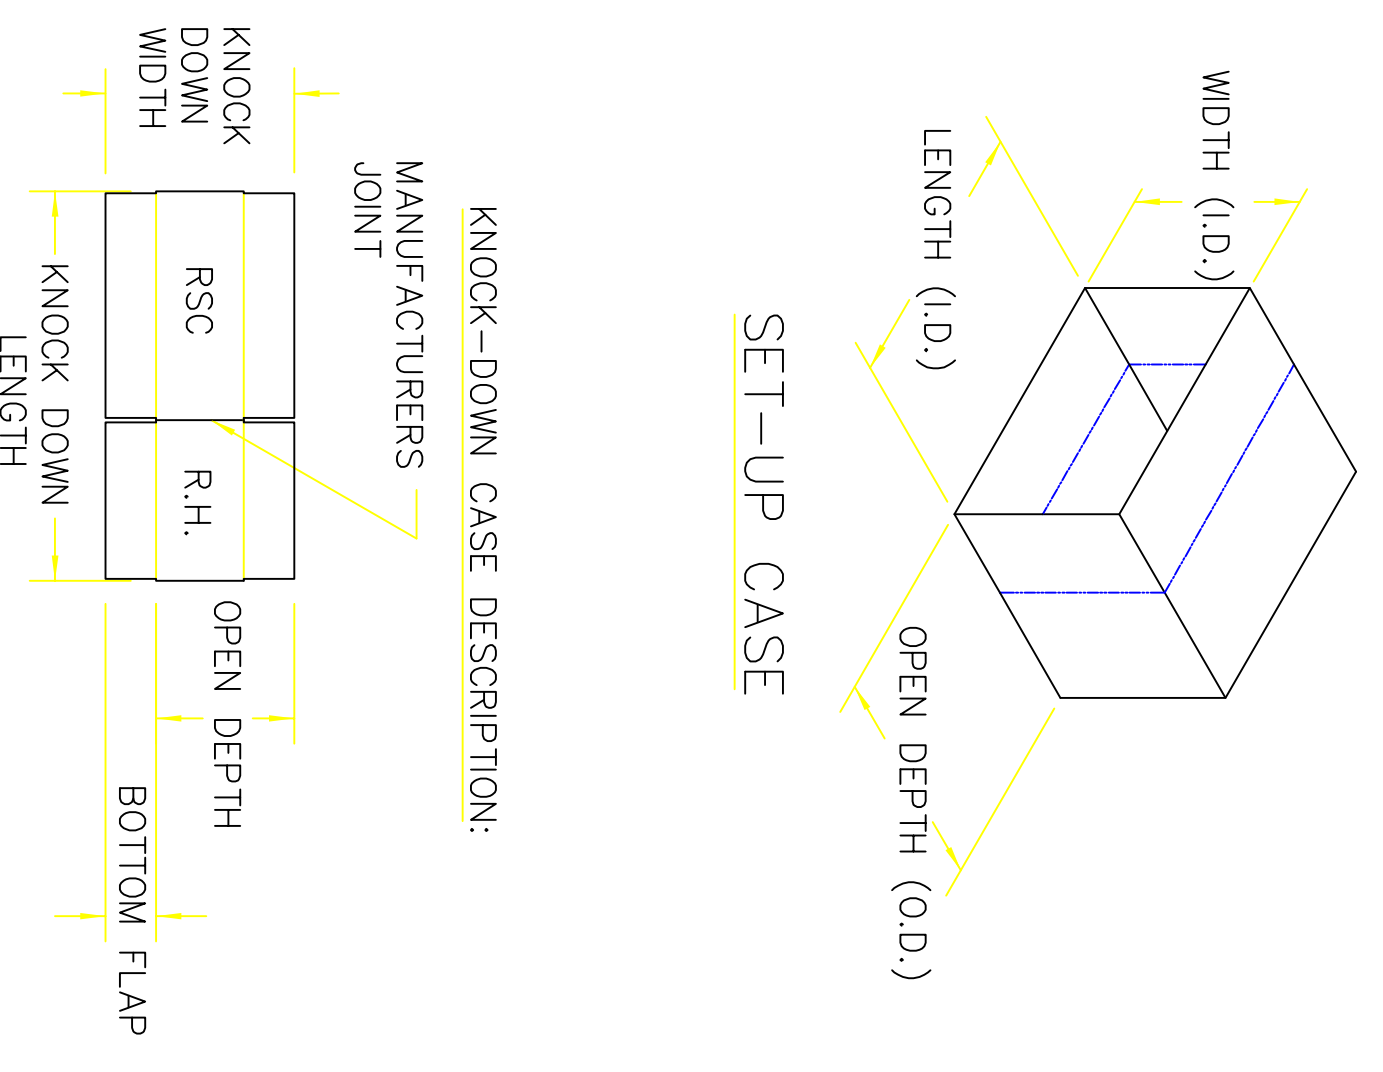 WIDTH (I.D.)
LENGTH (I.D.)
OPEN DEPTH (O.D.)
SET-UP CASE
KNOCK-DOWN CASE DESCRIPTION:
MANUFACTURERS
JOINT
KNOCK
DOWN
WIDTH
RSC
R.H.
OPEN DEPTH
BOTTOM FLAP
KNOCK DOWN
LENGTH